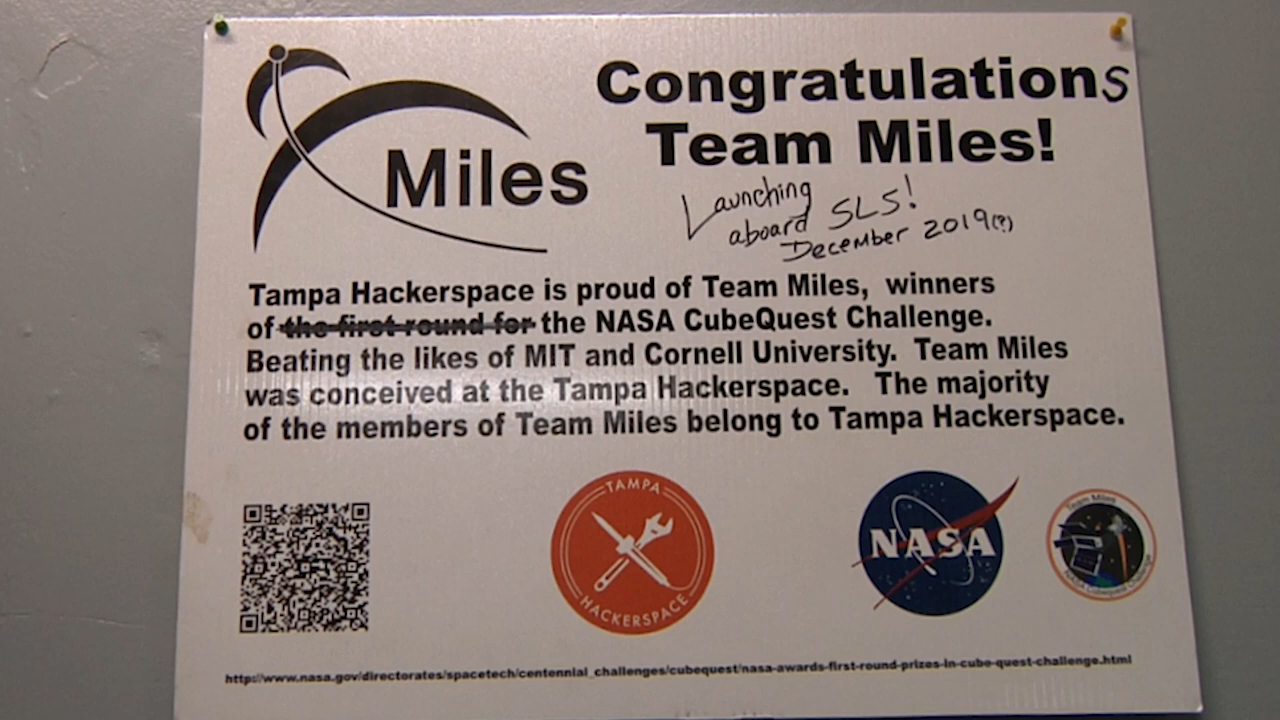 Miles
Congratulations
Team Miles!
Launching
aboard SLS!
December 2019(?)
Tampa Hackerspace is proud of Team Miles, winners
of the first round for the NASA CubeQuest Challenge.
Beating the likes of MIT and Cornell University. Team Miles
was conceived at the Tampa Hackerspace. The majority
of the members of Team Miles belong to Tampa Hackerspace.
TAMPA
HACKERSPACE
NASA
Team Miles
NASA CubeQuest Challenge
http://www.nasa.gov/directorates/spacetech/centennial_challenges/cubequest/nasa-awards-first-round-prizes-in-cube-quest-challenge.html